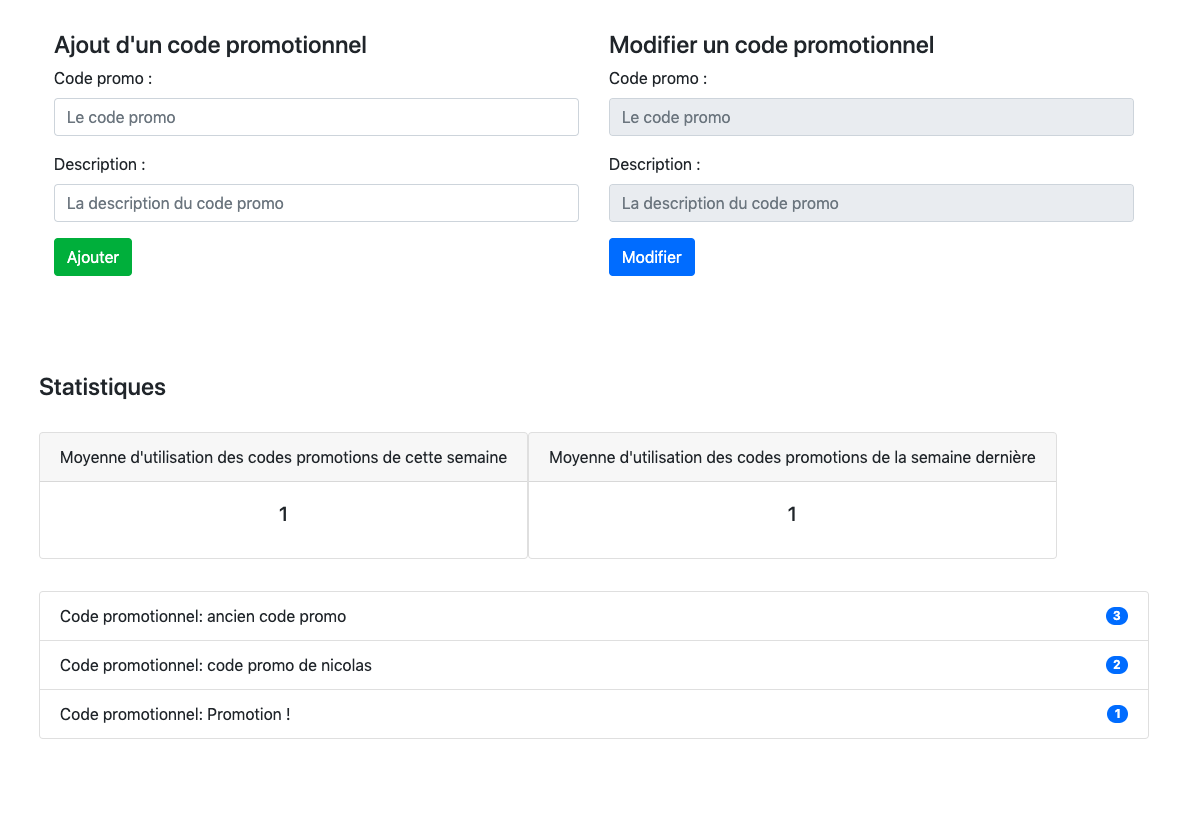 Ajout d'un code promotionnel
Code promo :
Le code promo
Description :
La description du code promo
Ajouter
Modifier un code promotionnel
Code promo :
Le code promo
Description :
La description du code promo
Modifier
Statistiques
Moyenne d'utilisation des codes promotions de cette semaine
1
Moyenne d'utilisation des codes promotions de la semaine dernière
1
Code promotionnel: ancien code promo 3
Code promotionnel: code promo de nicolas 2
Code promotionnel: Promotion ! 1